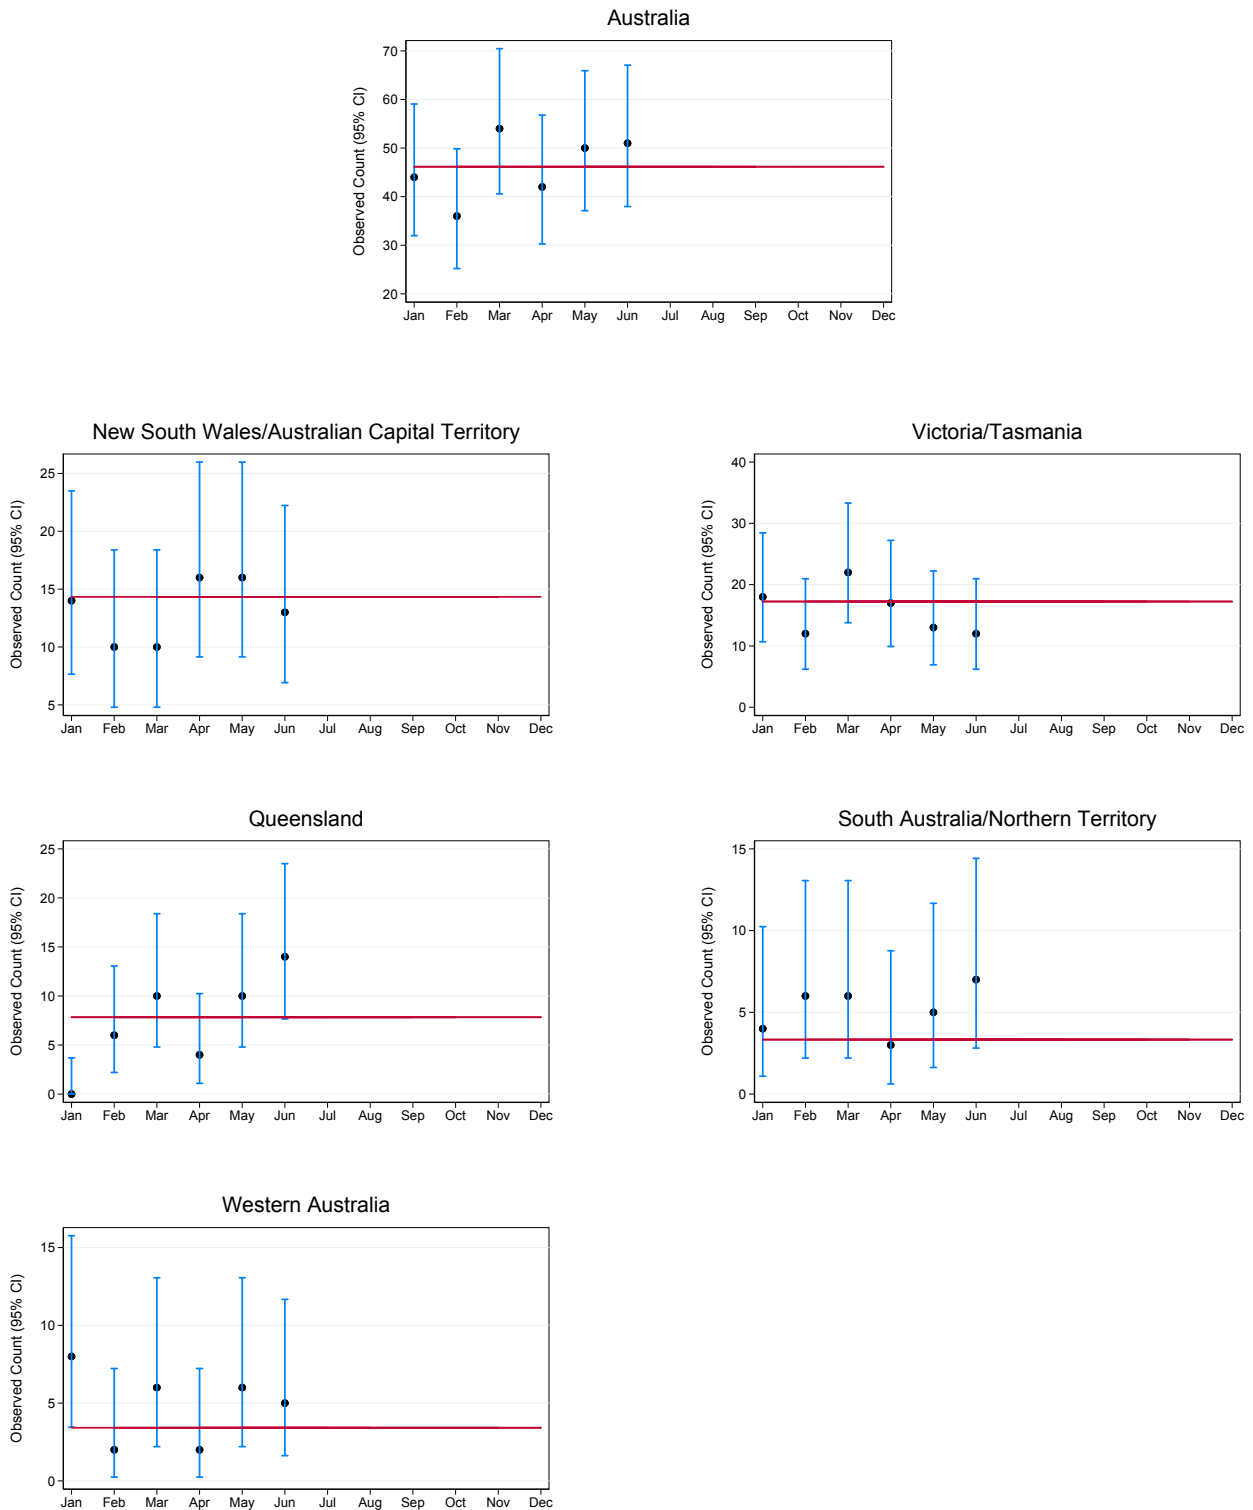 Australia
Observed Count (95% CI)
70
60
50
40
30
20
Jan Feb Mar Apr May Jun Jul Aug Sep Oct Nov Dec
New South Wales/Australian Capital Territory
Observed Count (95% CI)
25
20
15
10
5
Jan Feb Mar Apr May Jun Jul Aug Sep Oct Nov Dec
Victoria/Tasmania
Observed Count (95% CI)
40
30
20
10
0
Jan Feb Mar Apr May Jun Jul Aug Sep Oct Nov Dec
Queensland
Observed Count (95% CI)
25
20
15
10
5
0
Jan Feb Mar Apr May Jun Jul Aug Sep Oct Nov Dec
South Australia/Northern Territory
Observed Count (95% CI)
15
10
5
0
Jan Feb Mar Apr May Jun Jul Aug Sep Oct Nov Dec
Western Australia
Observed Count (95% CI)
15
10
5
0
Jan Feb Mar Apr May Jun Jul Aug Sep Oct Nov Dec